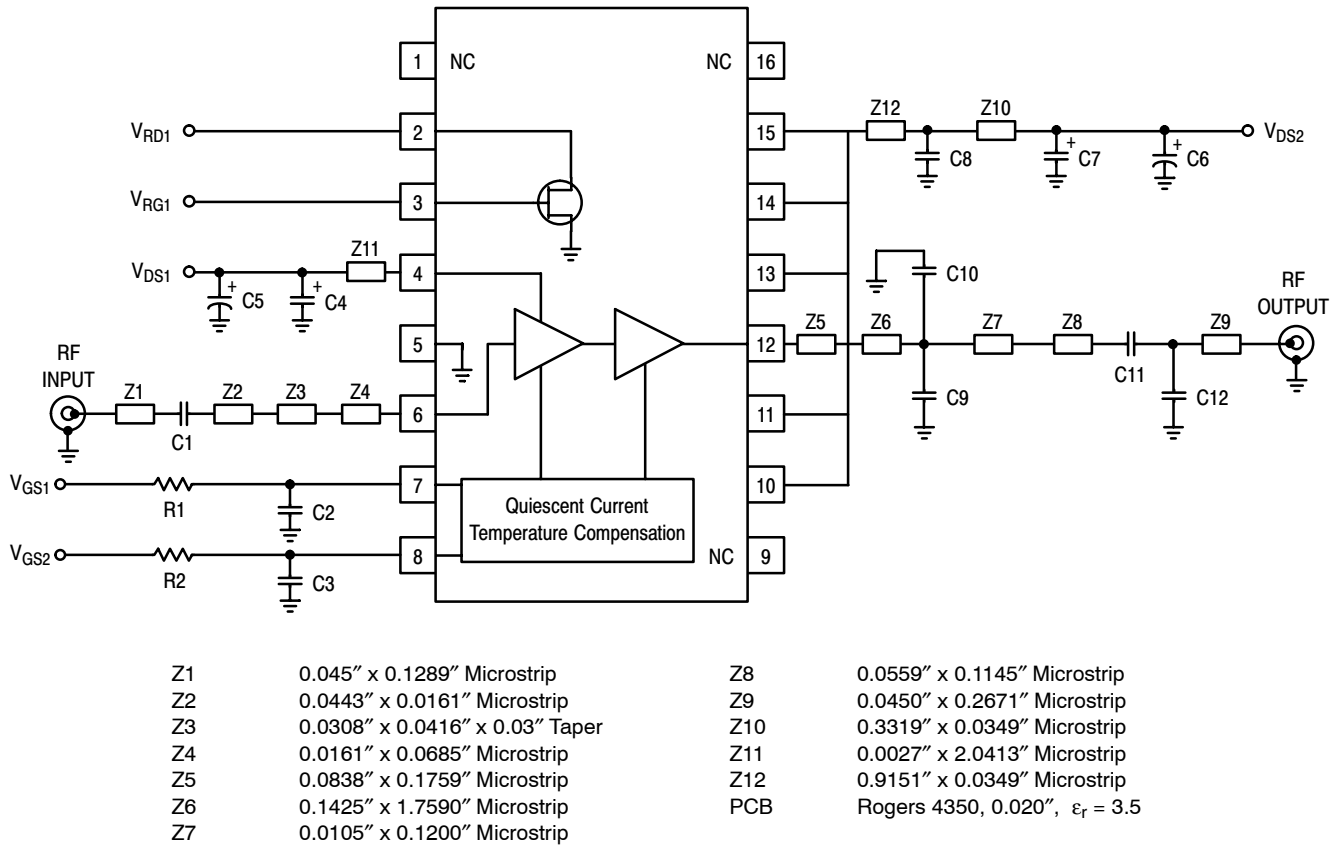 1 NC NC 16
Z12 Z10
V_RD1 2 15 V_DS2
C8 + C7 + C6
V_RG1 3 14
Z11
V_DS1 4 13 C10
+ C5 + C4
RF
OUTPUT
5 12 Z5 Z6 Z7 Z8 Z9
RF
INPUT
Z1 Z2 Z3 Z4
C11
6 11 C9 C12
C1
V_GS1 7 10
R1 C2
Quiescent Current
Temperature Compensation
V_GS2 8 NC 9
R2 C3
Z1 0.045″ x 0.1289″ Microstrip
Z2 0.0443″ x 0.0161″ Microstrip
Z3 0.0308″ x 0.0416″ x 0.03″ Taper
Z4 0.0161″ x 0.0685″ Microstrip
Z5 0.0838″ x 0.1759″ Microstrip
Z6 0.1425″ x 1.7590″ Microstrip
Z7 0.0105″ x 0.1200″ Microstrip
Z8 0.0559″ x 0.1145″ Microstrip
Z9 0.0450″ x 0.2671″ Microstrip
Z10 0.3319″ x 0.0349″ Microstrip
Z11 0.0027″ x 2.0413″ Microstrip
Z12 0.9151″ x 0.0349″ Microstrip
PCB Rogers 4350, 0.020″, εr = 3.5